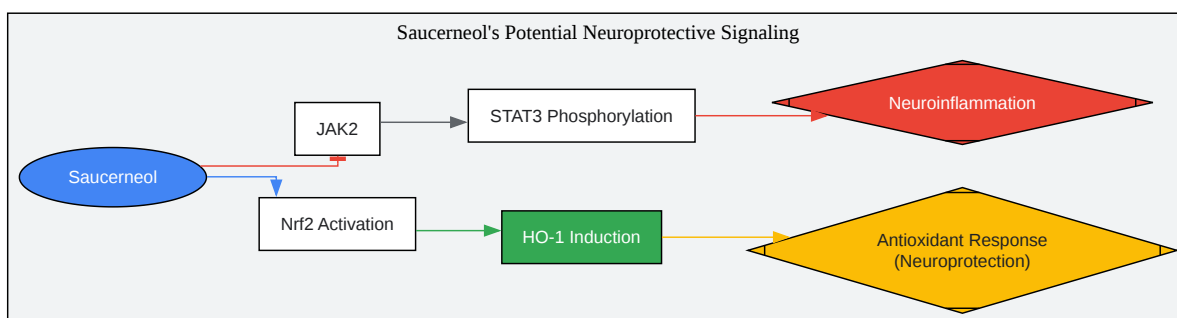 Saucerneol's Potential Neuroprotective Signaling
JAK2
STAT3 Phosphorylation
Neuroinflammation
Saucerneol
Nrf2 Activation
HO-1 Induction
Antioxidant Response
(Neuroprotection)